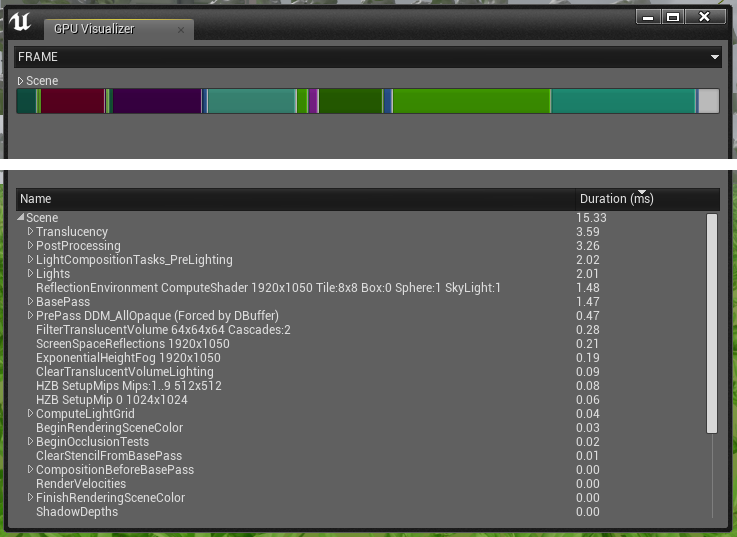 GPU Visualizer
FRAME
Scene
Name Duration (ms)
Scene 15.33
Translucency 3.59
PostProcessing 3.26
LightCompositionTasks_PreLighting 2.02
Lights 2.01
ReflectionEnvironment ComputeShader 1920x1050 Tile:8x8 Box:0 Sphere:1 SkyLight:1 1.48
BasePass 1.47
PrePass DDM_AllOpaque (Forced by DBuffer) 0.47
FilterTranslucentVolume 64x64x64 Cascades:2 0.28
ScreenSpaceReflections 1920x1050 0.21
ExponentialHeightFog 1920x1050 0.19
ClearTranslucentVolumeLighting 0.09
HZB SetupMips Mips:1..9 512x512 0.08
HZB SetupMip 0 1024x1024 0.06
ComputeLightGrid 0.04
BeginRenderingSceneColor 0.03
BeginOcclusionTests 0.02
ClearStencilFromBasePass 0.01
CompositionBeforeBasePass 0.00
RenderVelocities 0.00
FinishRenderingSceneColor 0.00
ShadowDepths 0.00